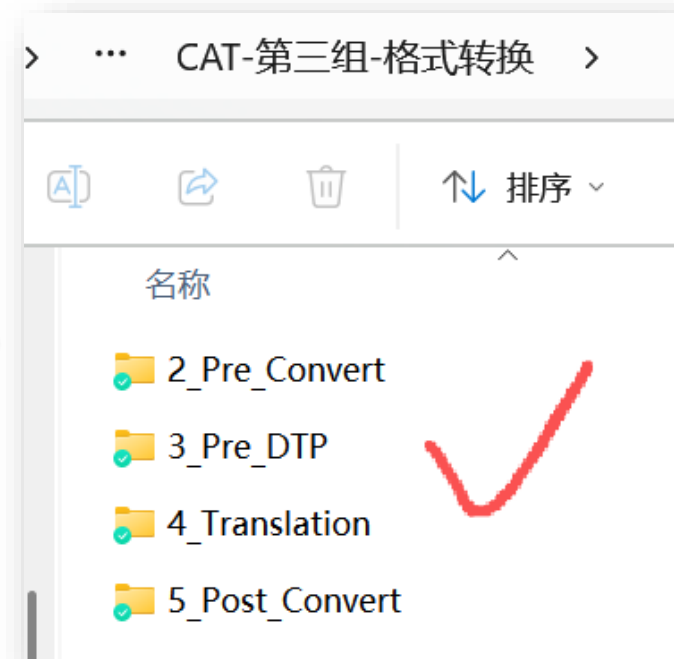 CAT-第三组-格式转换
排序
名称
2_Pre_Convert
3_Pre_DTP
4_Translation
5_Post_Convert